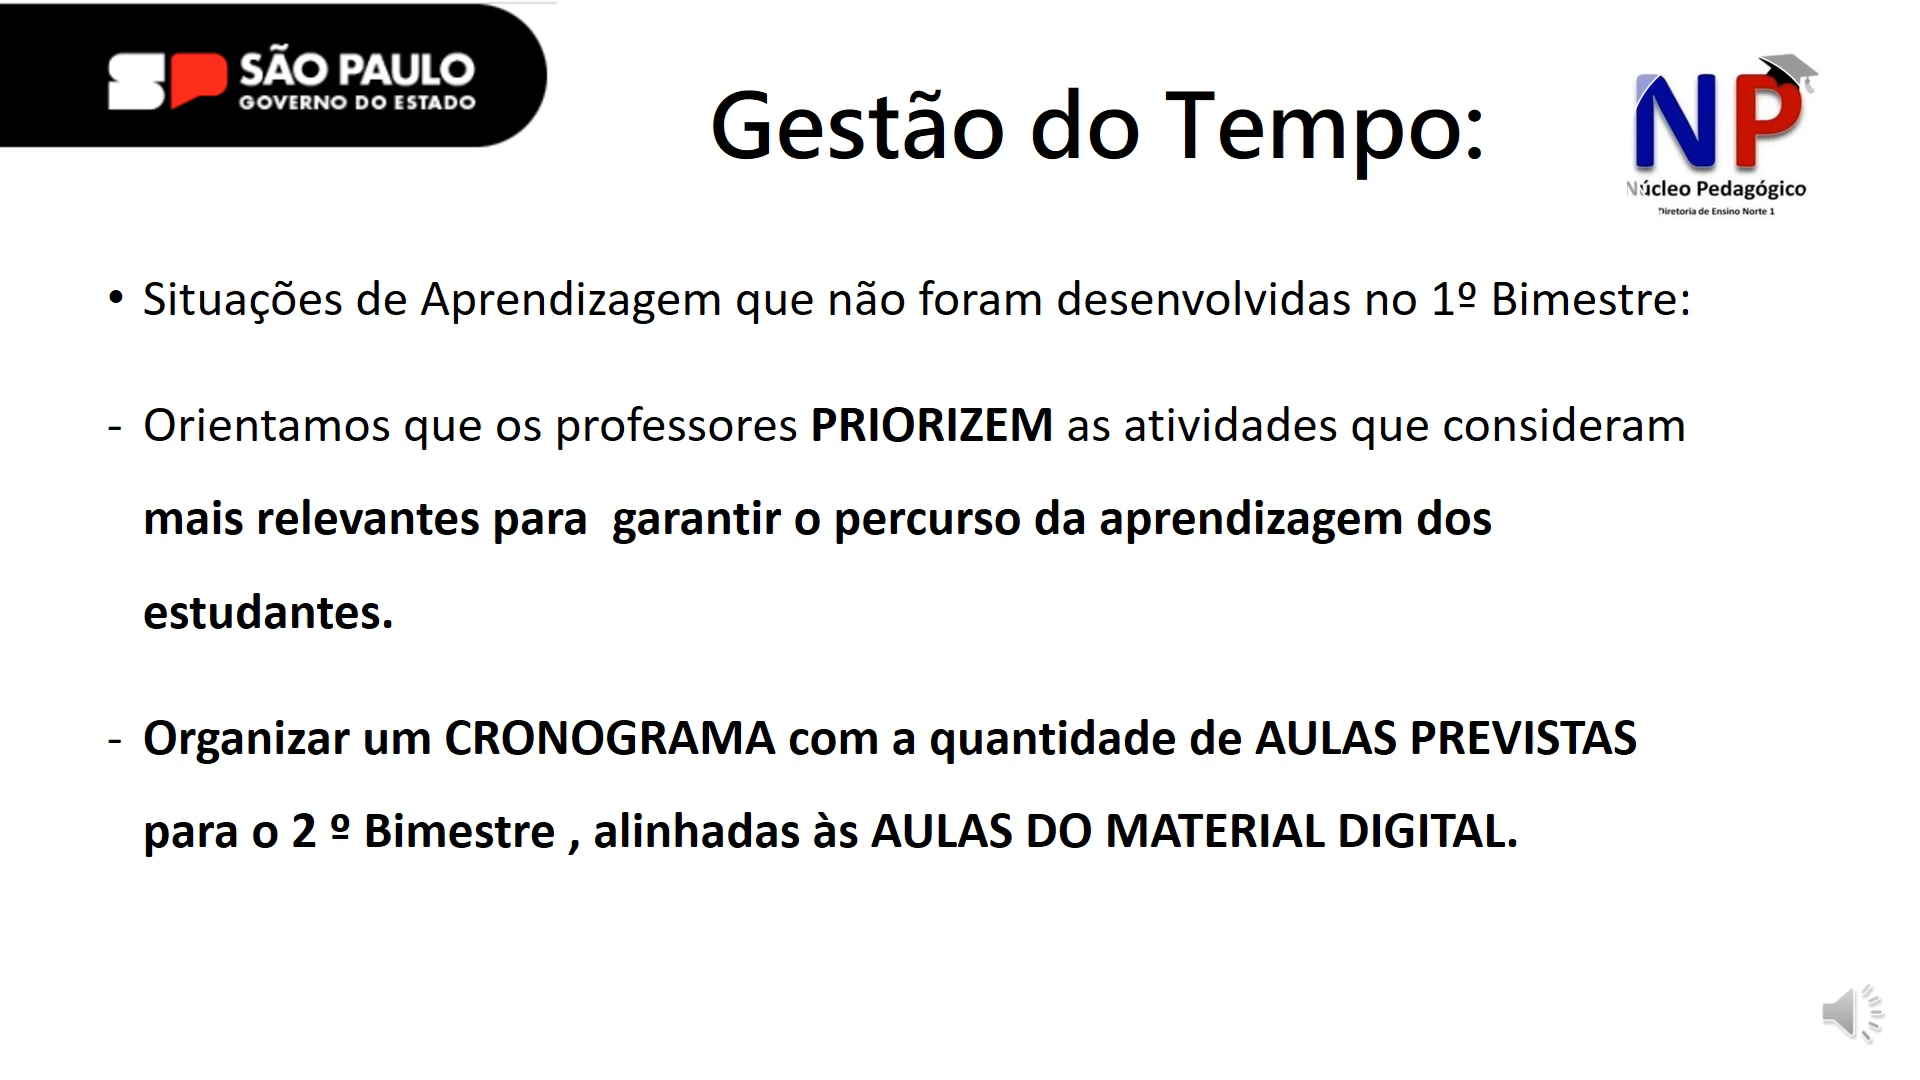 SÃO PAULO
GOVERNO DO ESTADO
Gestão do Tempo:
NP
Núcleo Pedagógico
Diretoria de Ensino Norte 1
• Situações de Aprendizagem que não foram desenvolvidas no 1º Bimestre:
- Orientamos que os professores PRIORIZEM as atividades que consideram
mais relevantes para  garantir o percurso da aprendizagem dos
estudantes.
- Organizar um CRONOGRAMA com a quantidade de AULAS PREVISTAS
para o 2 º Bimestre , alinhadas às AULAS DO MATERIAL DIGITAL.